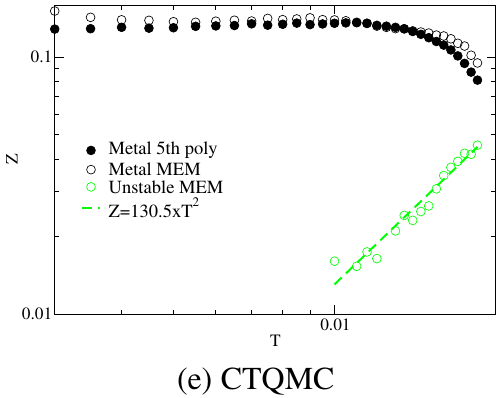 0.1
Z
Metal 5th poly
Metal MEM
Unstable MEM
Z=130.5xT²
0.01
0.01
T
(e) CTQMC